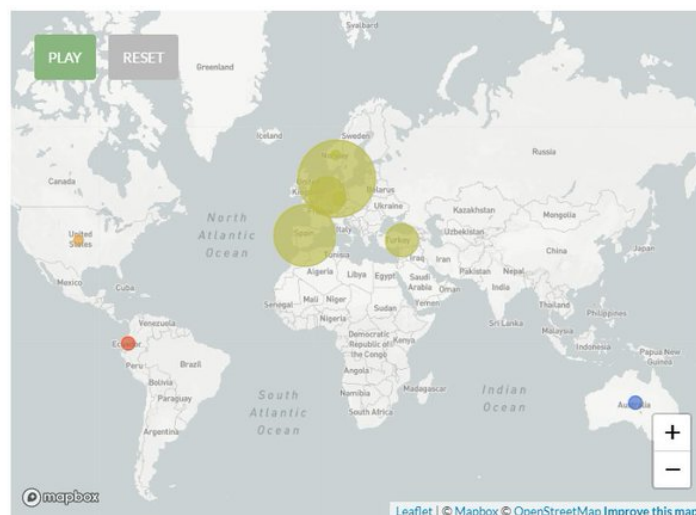 Svalbard
PLAY RESET
Greenland
Iceland
Sweden
Russia
Canada
Belarus
Ukraine
Kazakhstan
Mongolia
North
Atlantic
Ocean
Spain
Italy
Turkey
Uzbekistan
United
States
China
Japan
Tunisia
Iraq
Iran
Algeria
Libya
Egypt
Saudi
Arabia
Pakistan
Nepal
Mexico
Cuba
Oman
India
Senegal
Mali
Niger
Sudan
Yemen
Thailand
Philippines
Venezuela
Nigeria
Sri Lanka
Malaysia
Ecuador
Democratic
Republic of
the Congo
Kenya
Indonesia
Papua New
Guinea
Peru
Brazil
Angola
Bolivia
Paraguay
Namibia
Madagascar
South
Atlantic
Ocean
Indian
Ocean
Australia
South Africa
Argentina
+
−
mapbox
Leaflet | © Mapbox © OpenStreetMap Improve this map